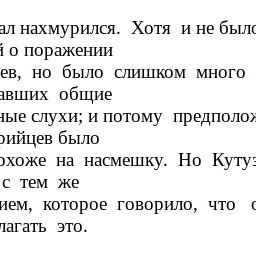 ал нахмурился. Хотя и не было
й о поражении
ев, но было слишком много
авших общие
ные слухи; и потому предполож
рийцев было
охоже на насмешку. Но Кутуз
с тем же
ием, которое говорило, что
лагать это.